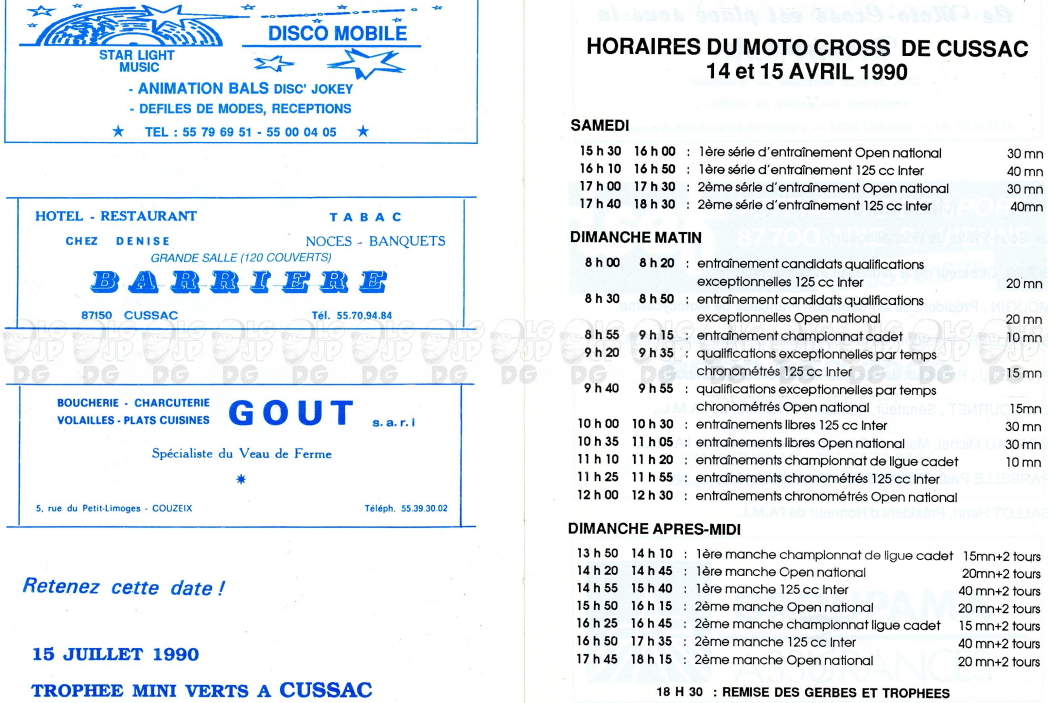 DISCO MOBILE
STAR LIGHT
MUSIC
- ANIMATION BALS DISC' JOKEY
- DEFILES DE MODES, RECEPTIONS
TEL : 55 79 69 51 - 55 00 04 05
HOTEL - RESTAURANT TABAC
CHEZ DENISE NOCES - BANQUETS
GRANDE SALLE (120 COUVERTS)
BARRIERE
87150 CUSSAC Tél. 55.70.94.84
BOUCHERIE - CHARCUTERIE
VOLAILLES - PLATS CUISINES
GOUT s.a.r.l
Spécialiste du Veau de Ferme
5, rue du Petit-Limoges - COUZEIX Téléph. 55.39.30.02
Retenez cette date !
15 JUILLET 1990
TROPHEE MINI VERTS A CUSSAC
HORAIRES DU MOTO CROSS DE CUSSAC
14 et 15 AVRIL 1990
SAMEDI
15 h 30 16 h 00 : 1ère série d'entraînement Open national 30 mn
16 h 10 16 h 50 : 1ère série d'entraînement 125 cc Inter 40 mn
17 h 00 17 h 30 : 2ème série d'entraînement Open national 30 mn
17 h 40 18 h 30 : 2ème série d'entraînement 125 cc Inter 40mn
DIMANCHE MATIN
8 h 00 8 h 20 : entraînement candidats qualifications
exceptionnelles 125 cc Inter 20 mn
8 h 30 8 h 50 : entraînement candidats qualifications
exceptionnelles Open national 20 mn
8 h 55 9 h 15 : entraînement championnat cadet 10 mn
9 h 20 9 h 35 : qualifications exceptionnelles par temps
chronométrés 125 cc Inter 15 mn
9 h 40 9 h 55 : qualifications exceptionnelles par temps
chronométrés Open national 15mn
10 h 00 10 h 30 : entraînements libres 125 cc Inter 30 mn
10 h 35 11 h 05 : entraînements libres Open national 30 mn
11 h 10 11 h 20 : entraînements championnat de ligue cadet 10 mn
11 h 25 11 h 55 : entraînements chronométrés 125 cc Inter
12 h 00 12 h 30 : entraînements chronométrés Open national
DIMANCHE APRES-MIDI
13 h 50 14 h 10 : 1ère manche championnat de ligue cadet 15mn+2 tours
14 h 20 14 h 45 : 1ère manche Open national 20mn+2 tours
14 h 55 15 h 40 : 1ère manche 125 cc Inter 40 mn+2 tours
15 h 50 16 h 15 : 2ème manche Open national 20 mn+2 tours
16 h 25 16 h 45 : 2ème manche championnat ligue cadet 15 mn+2 tours
16 h 50 17 h 35 : 2ème manche 125 cc Inter 40 mn+2 tours
17 h 45 18 h 15 : 2ème manche Open national 20 mn+2 tours
18 H 30 : REMISE DES GERBES ET TROPHEES